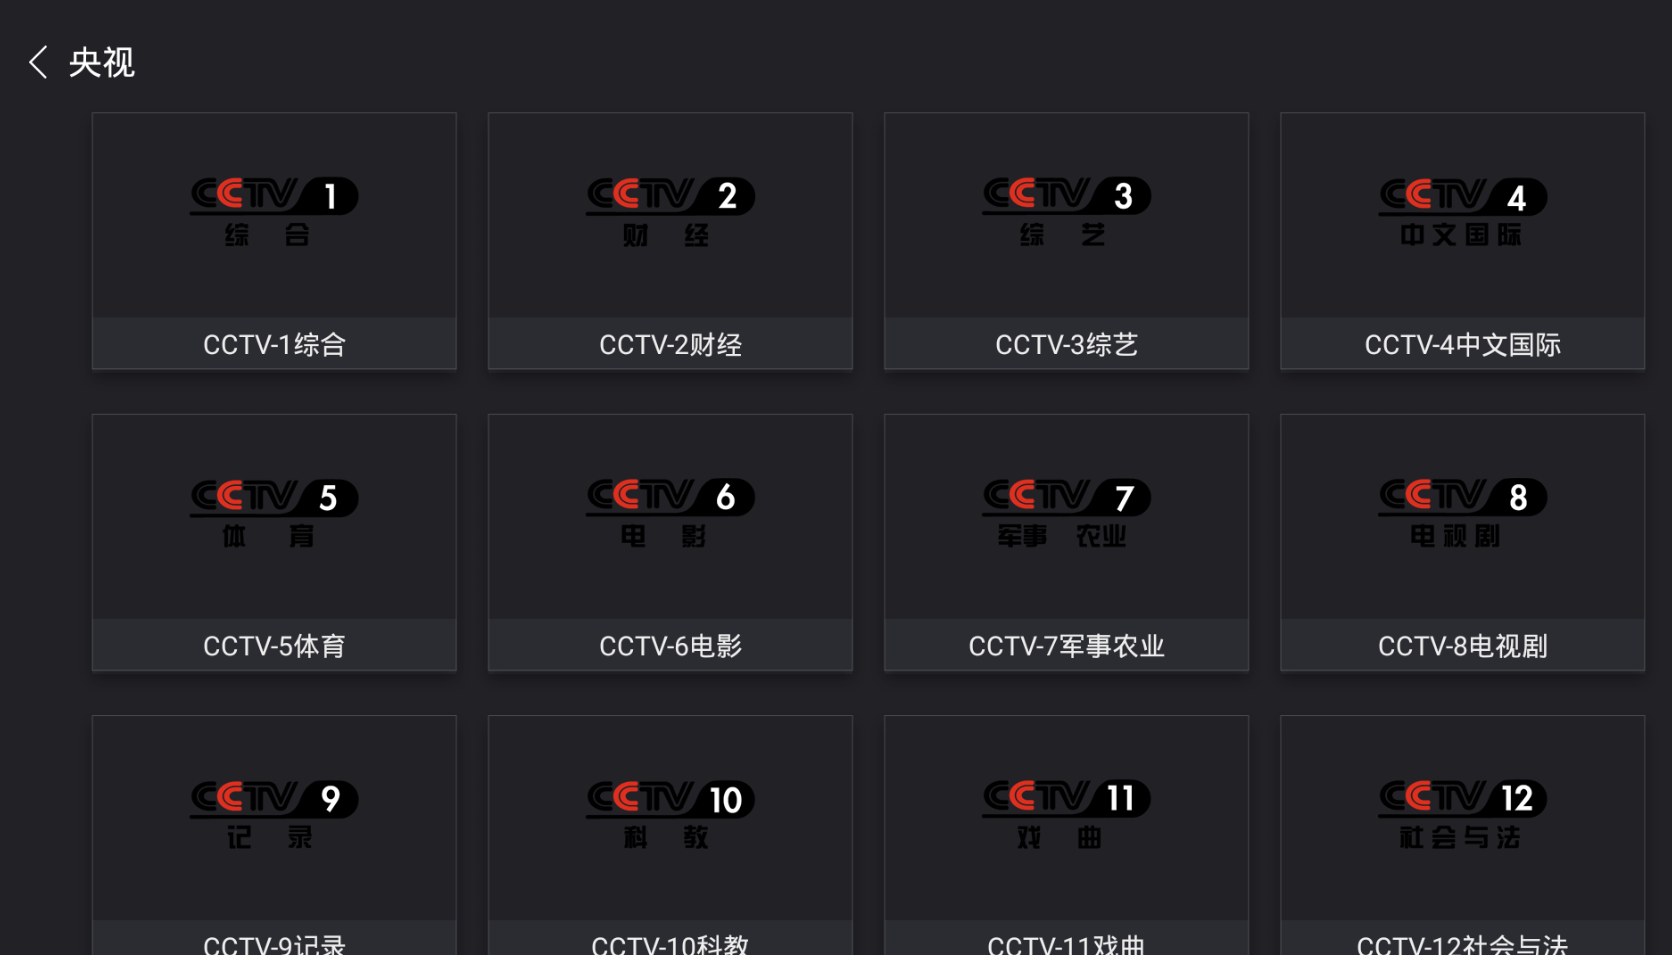 央视
CCTV 1
综 合
CCTV-1综合
CCTV 2
财 经
CCTV-2财经
CCTV 3
综 艺
CCTV-3综艺
CCTV 4
中文国际
CCTV-4中文国际
CCTV 5
体 育
CCTV-5体育
CCTV 6
电 影
CCTV-6电影
CCTV 7
军事 农业
CCTV-7军事农业
CCTV 8
电视剧
CCTV-8电视剧
CCTV 9
记 录
CCTV-9记录
CCTV 10
科 教
CCTV-10科教
CCTV 11
戏 曲
CCTV-11戏曲
CCTV 12
社会与法
CCTV-12社会与法